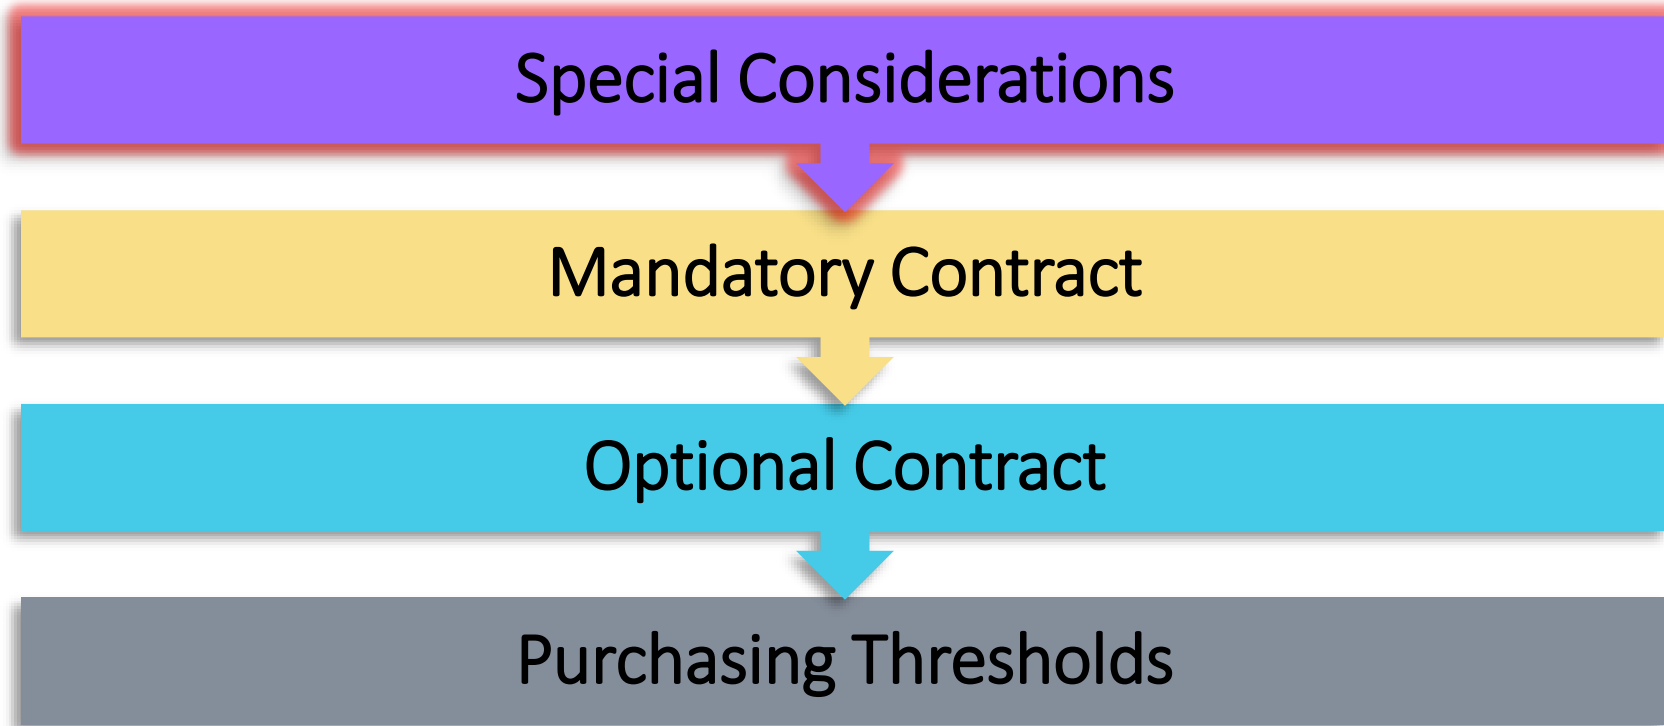 Special Considerations
Mandatory Contract
Optional Contract
Purchasing Thresholds